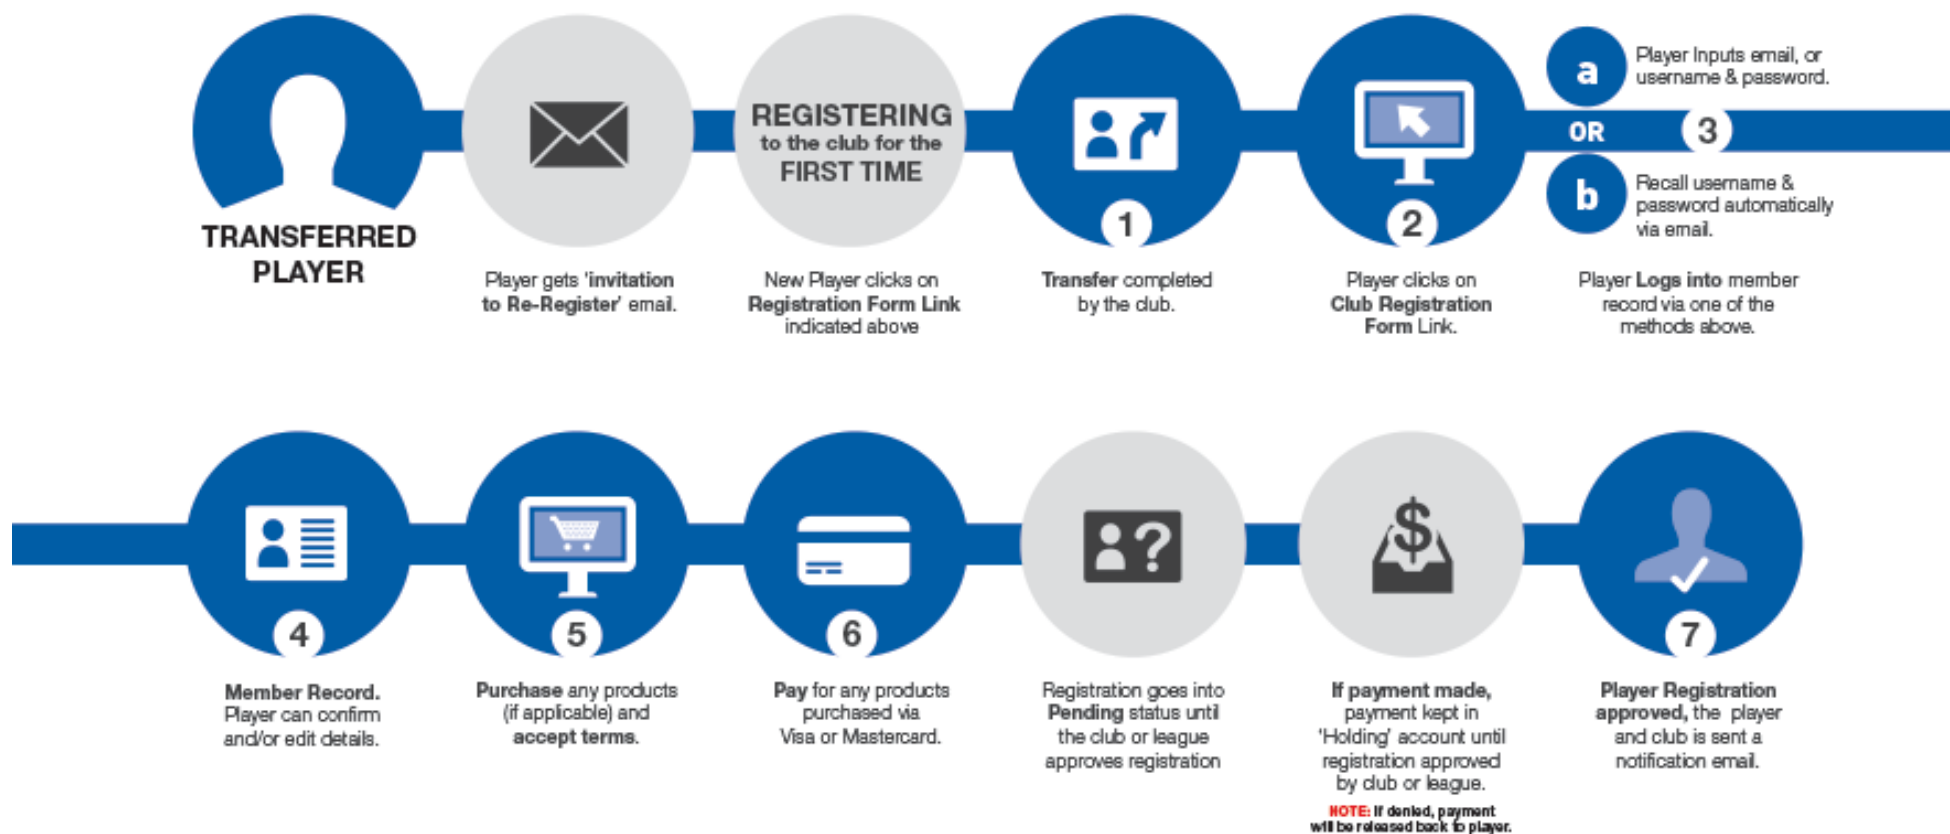 TRANSFERRED
PLAYER
Player gets 'invitation
to Re-Register' email.
REGISTERING
to the club for the
FIRST TIME
New Player clicks on
Registration Form Link
indicated above
1
Transfer completed
by the club.
2
Player clicks on
Club Registration
Form Link.
a
Player Inputs email, or
username & password.
OR
3
b
Recall username &
password automatically
via email.
Player Logs into member
record via one of the
methods above.
4
Member Record.
Player can confirm
and/or edit details.
5
Purchase any products
(if applicable) and
accept terms.
6
Pay for any products
purchased via
Visa or Mastercard.
?
Registration goes into
Pending status until
the club or league
approves registration
$
If payment made,
payment kept in
'Holding' account until
registration approved
by club or league.
NOTE: If denied, payment
will be released back to player.
7
Player Registration
approved, the player
and club is sent a
notification email.